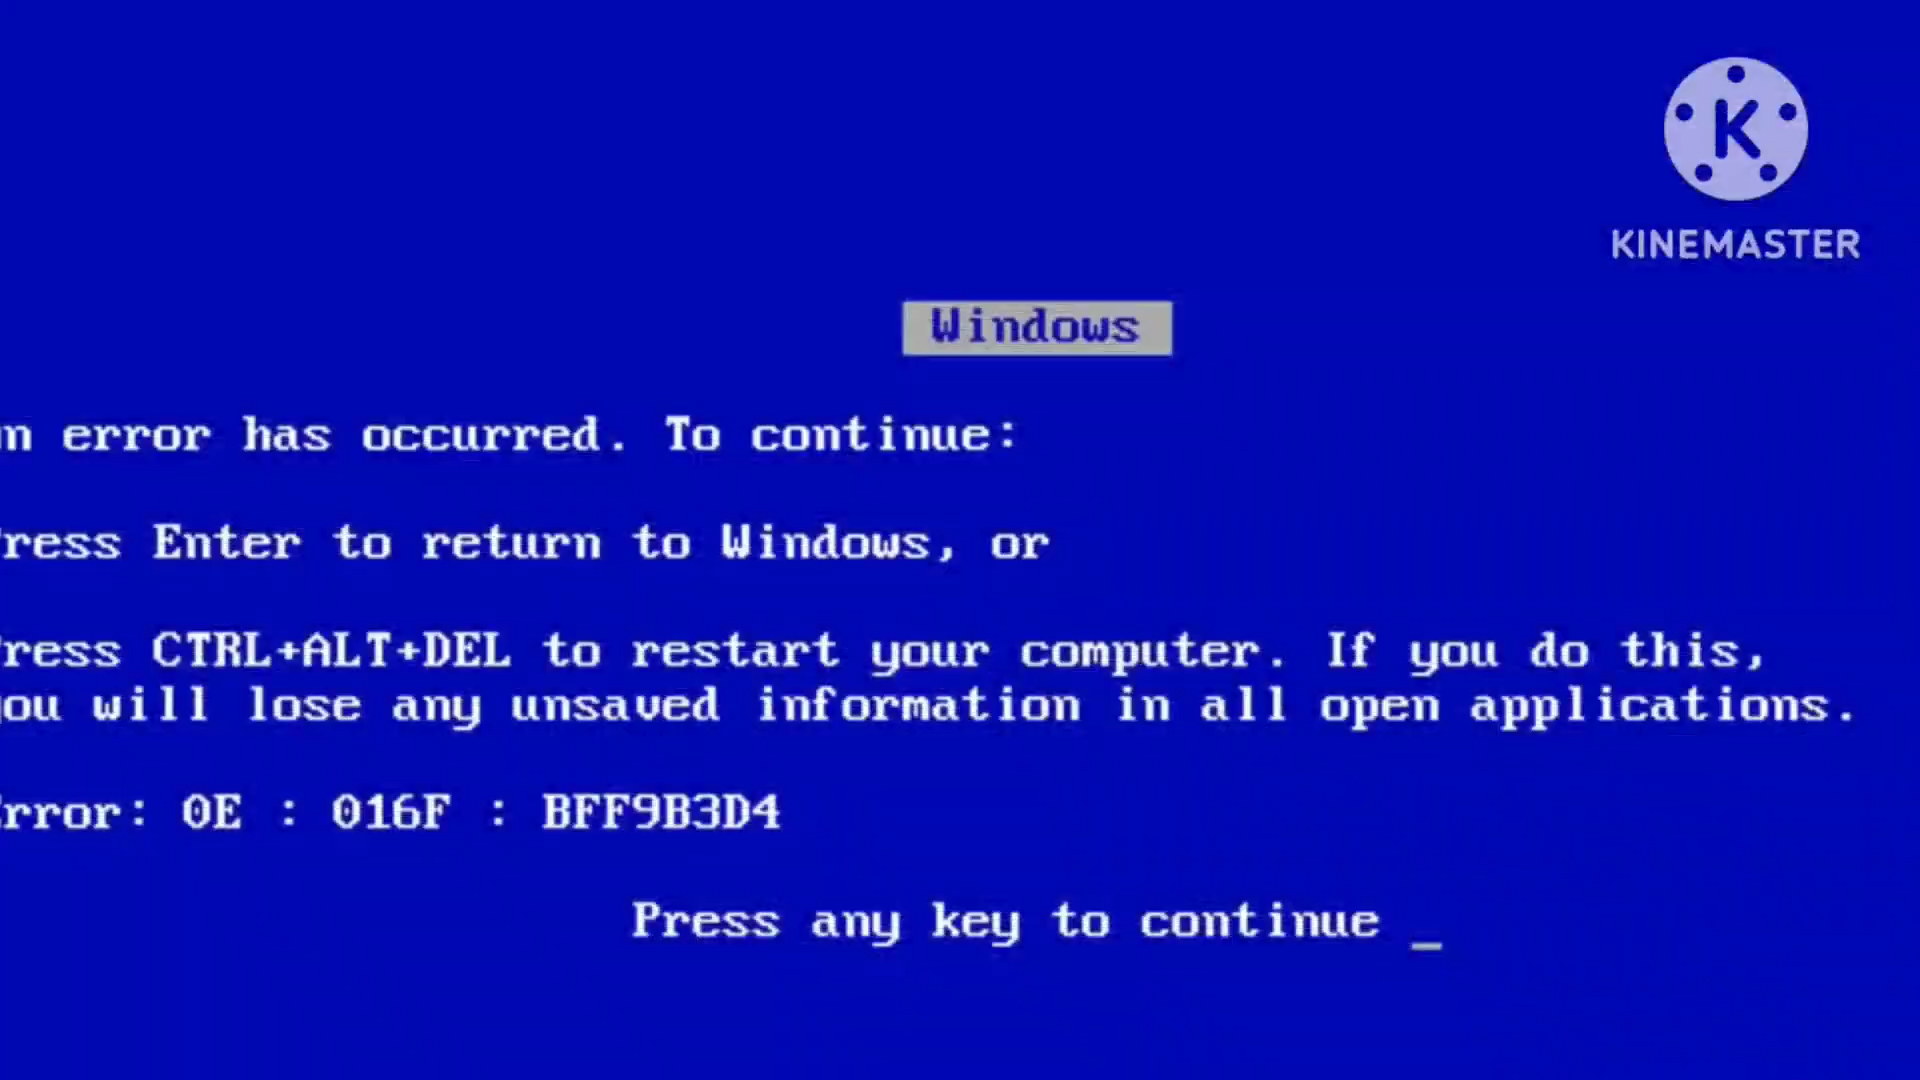 K
KINEMASTER
Windows
n error has occurred. To continue:
ress Enter to return to Windows, or
ress CTRL+ALT+DEL to restart your computer. If you do this,
you will lose any unsaved information in all open applications.
Error: 0E : 016F : BFF9B3D4
Press any key to continue _